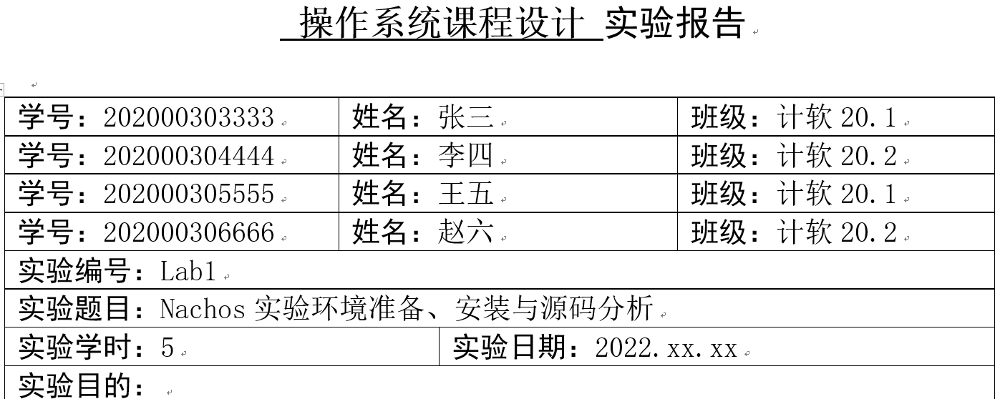 操作系统课程设计 实验报告
学号：202000303333 姓名：张三 班级：计软 20.1
学号：202000304444 姓名：李四 班级：计软 20.2
学号：202000305555 姓名：王五 班级：计软 20.1
学号：202000306666 姓名：赵六 班级：计软 20.2
实验编号：Lab1
实验题目：Nachos 实验环境准备、安装与源码分析
实验学时：5 实验日期：2022.xx.xx
实验目的：